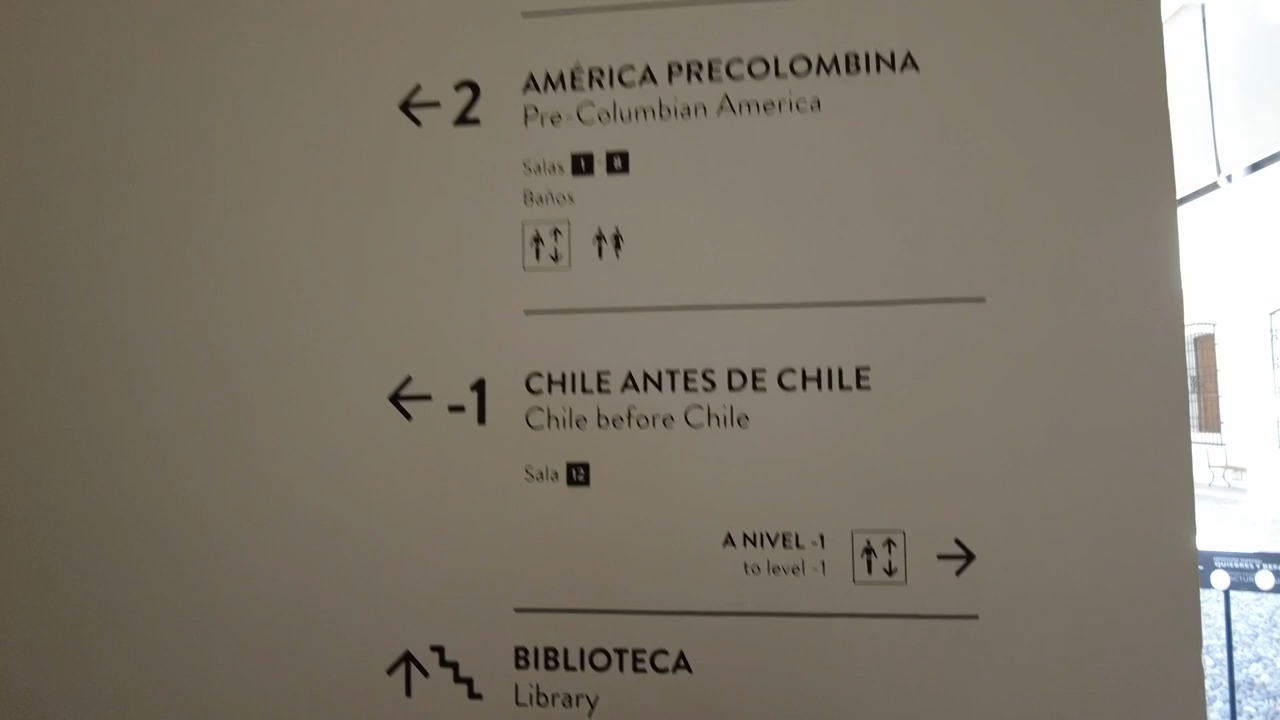 ←2 AMÉRICA PRECOLOMBINA
Pre-Columbian America
Salas 1 8
Baños
← -1 CHILE ANTES DE CHILE
Chile before Chile
Sala 12
A NIVEL -1
to level -1
BIBLIOTECA
Library